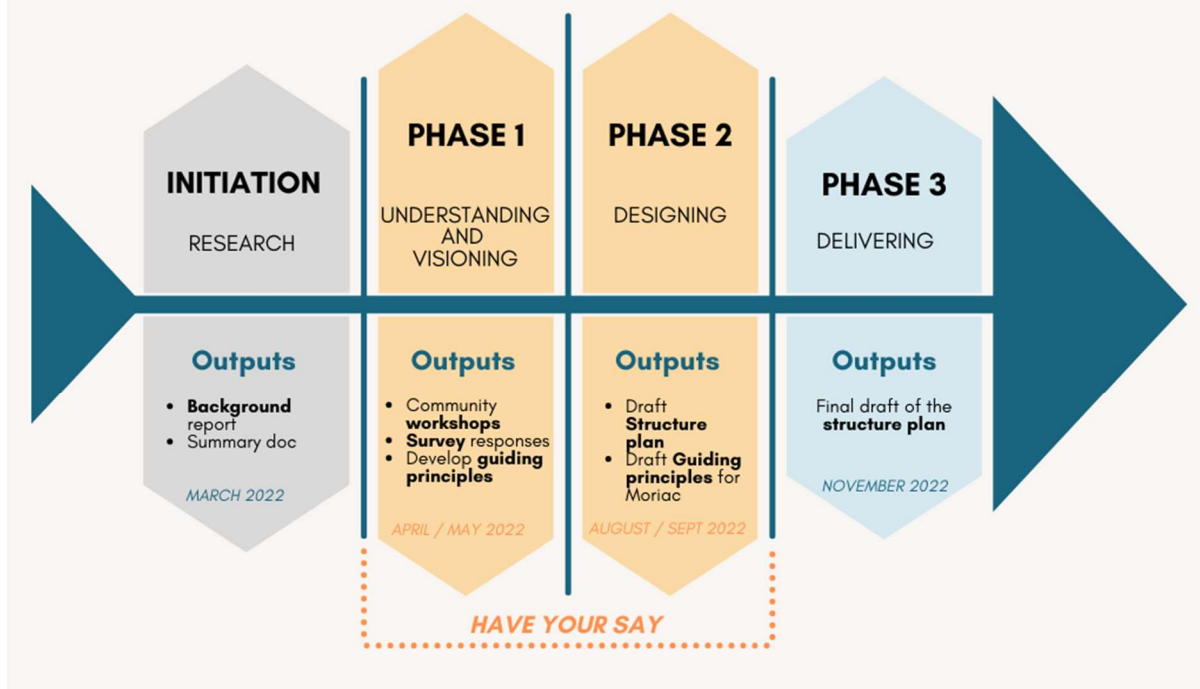 INITIATION
RESEARCH
PHASE 1
UNDERSTANDING
AND
VISIONING
PHASE 2
DESIGNING
PHASE 3
DELIVERING
Outputs
• Background
report
• Summary doc
MARCH 2022
Outputs
• Community
workshops
• Survey responses
• Develop guiding
principles
APRIL / MAY 2022
Outputs
• Draft
Structure
plan
• Draft Guiding
principles for
Moriac
AUGUST / SEPT 2022
Outputs
Final draft of the
structure plan
NOVEMBER 2022
HAVE YOUR SAY